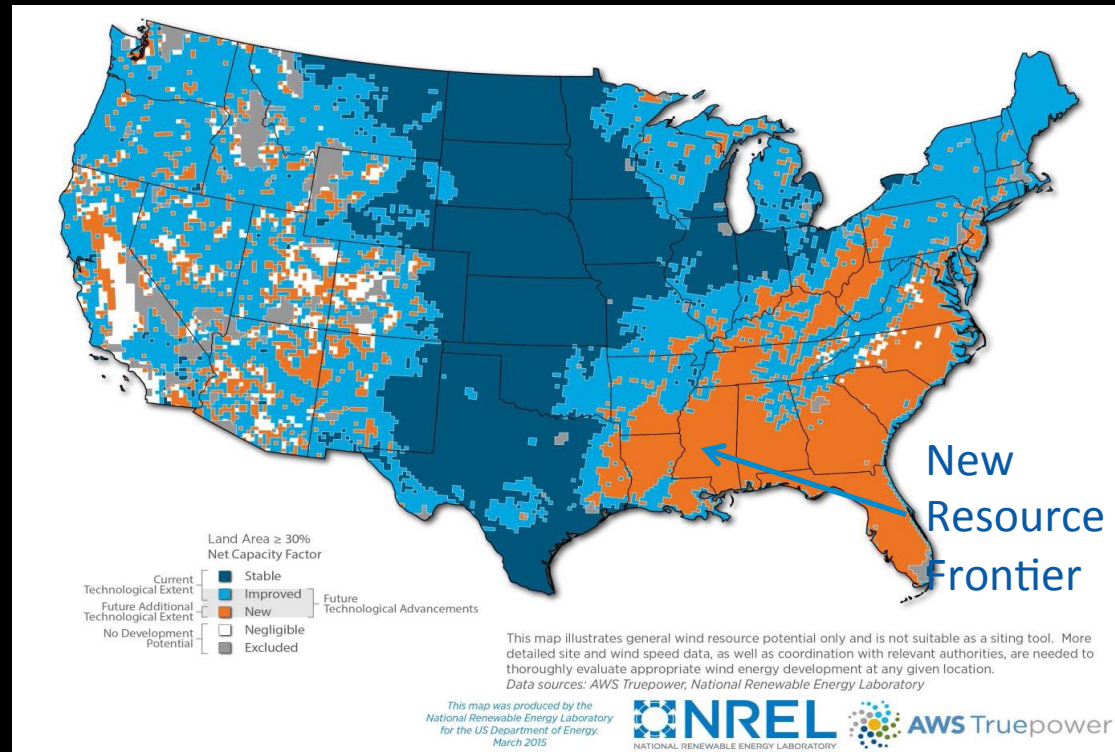 New
Resource
Frontier
Land Area ≥ 30%
Net Capacity Factor
Current
Technological Extent
Future Additional
Technological Extent
No Development
Potential
Stable
Improved
New
Negligible
Excluded
Future
Technological Advancements
This map illustrates general wind resource potential only and is not suitable as a siting tool. More
detailed site and wind speed data, as well as coordination with relevant authorities, are needed to
thoroughly evaluate appropriate wind energy development at any given location.
Data sources: AWS Truepower, National Renewable Energy Laboratory
This map was produced by the
National Renewable Energy Laboratory
for the US Department of Energy.
March 2015
NREL
NATIONAL RENEWABLE ENERGY LABORATORY
AWS Truepower